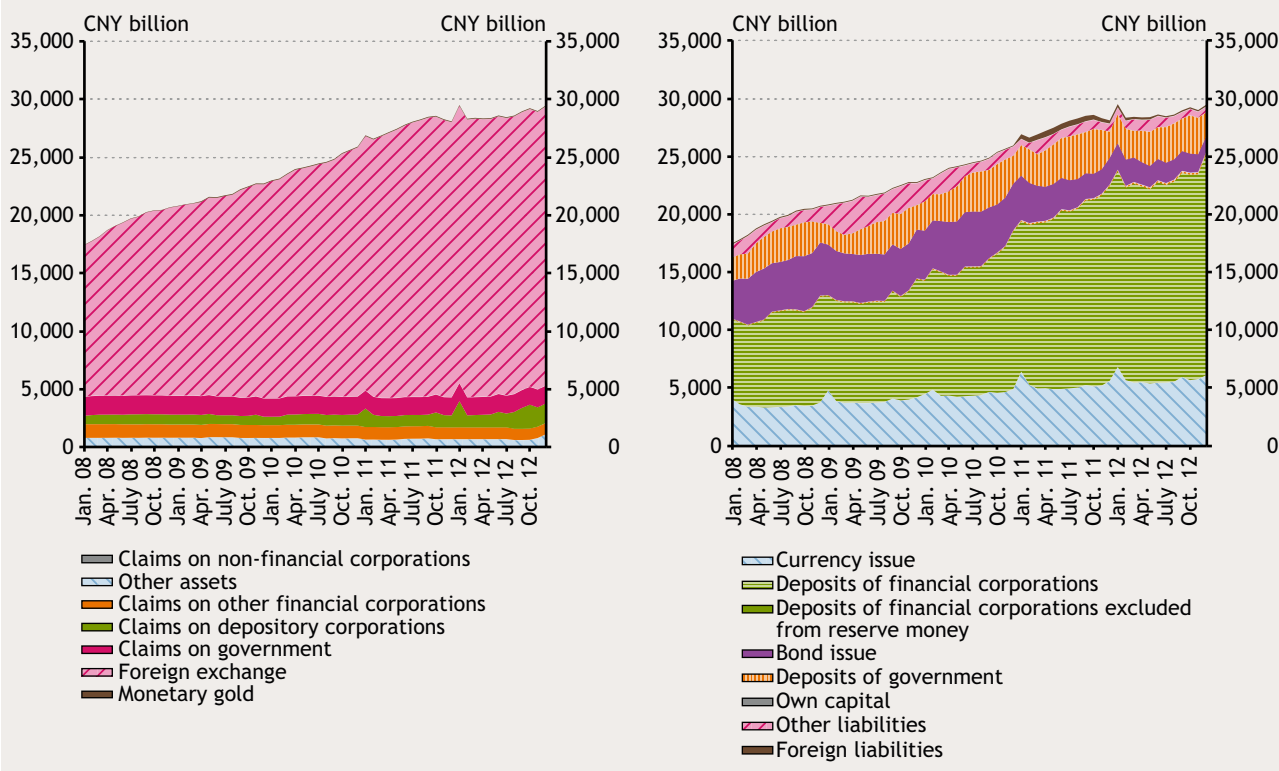 CNY billion CNY billion
35,000 35,000
30,000 30,000
25,000 25,000
20,000 20,000
15,000 15,000
10,000 10,000
5,000 5,000
0 0
Jan. 08
Apr. 08
July 08
Oct. 08
Jan. 09
Apr. 09
July 09
Oct. 09
Jan. 10
Apr. 10
July 10
Oct. 10
Jan. 11
Apr. 11
July 11
Oct. 11
Jan. 12
Apr. 12
July 12
Oct. 12
Claims on non-financial corporations
Other assets
Claims on other financial corporations
Claims on depository corporations
Claims on government
Foreign exchange
Monetary gold
CNY billion CNY billion
35,000 35,000
30,000 30,000
25,000 25,000
20,000 20,000
15,000 15,000
10,000 10,000
5,000 5,000
0 0
Jan. 08
Apr. 08
July 08
Oct. 08
Jan. 09
Apr. 09
July 09
Oct. 09
Jan. 10
Apr. 10
July 10
Oct. 10
Jan. 11
Apr. 11
July 11
Oct. 11
Jan. 12
Apr. 12
July 12
Oct. 12
Currency issue
Deposits of financial corporations
Deposits of financial corporations excluded
from reserve money
Bond issue
Deposits of government
Own capital
Other liabilities
Foreign liabilities